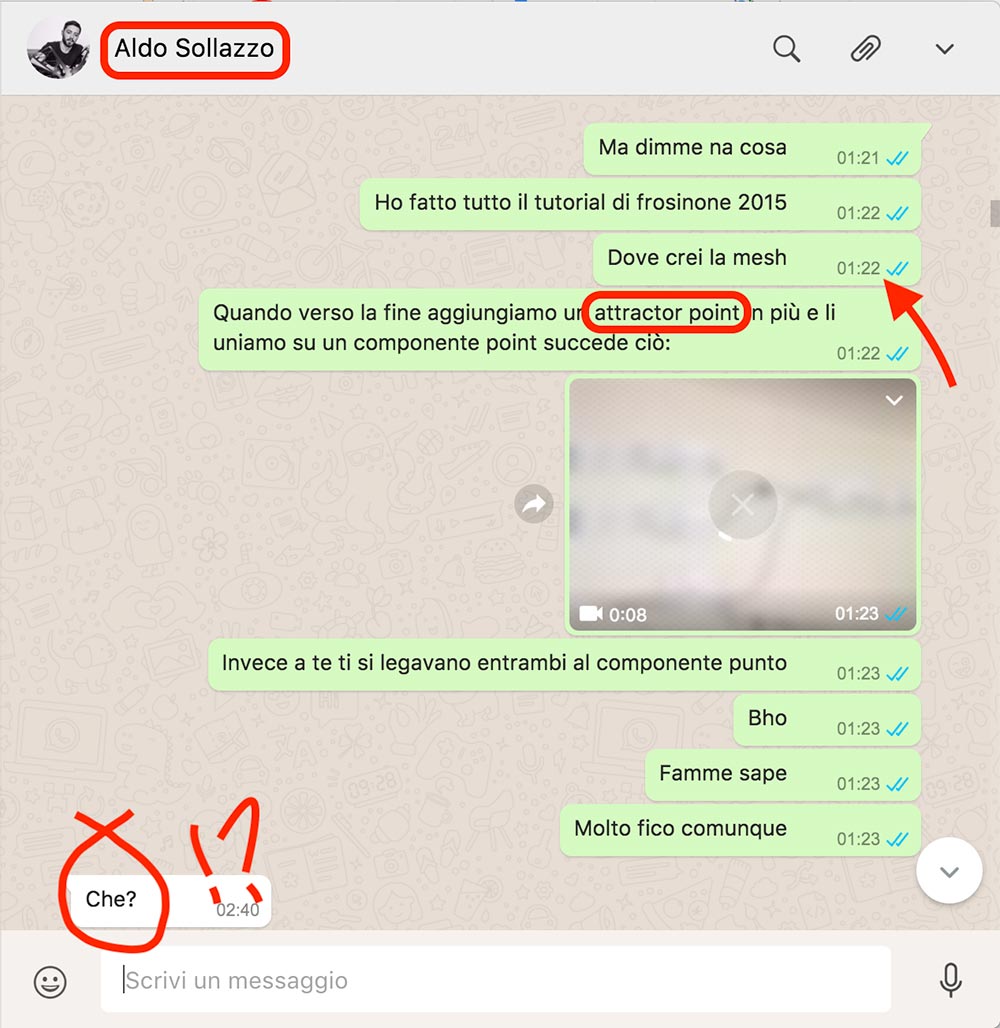 Aldo Sollazzo
Ma dimme na cosa
01:21
Ho fatto tutto il tutorial di frosinone 2015
01:22
Dove crei la mesh
01:22
Quando verso la fine aggiungiamo un attractor point in più e li
uniamo su un componente point succede ciò:
01:22
0:08
01:23
Invece a te ti si legavano entrambi al componente punto
01:23
Bho
01:23
Famme sape
01:23
Molto fico comunque
01:23
Che?
02:40
Scrivi un messaggio